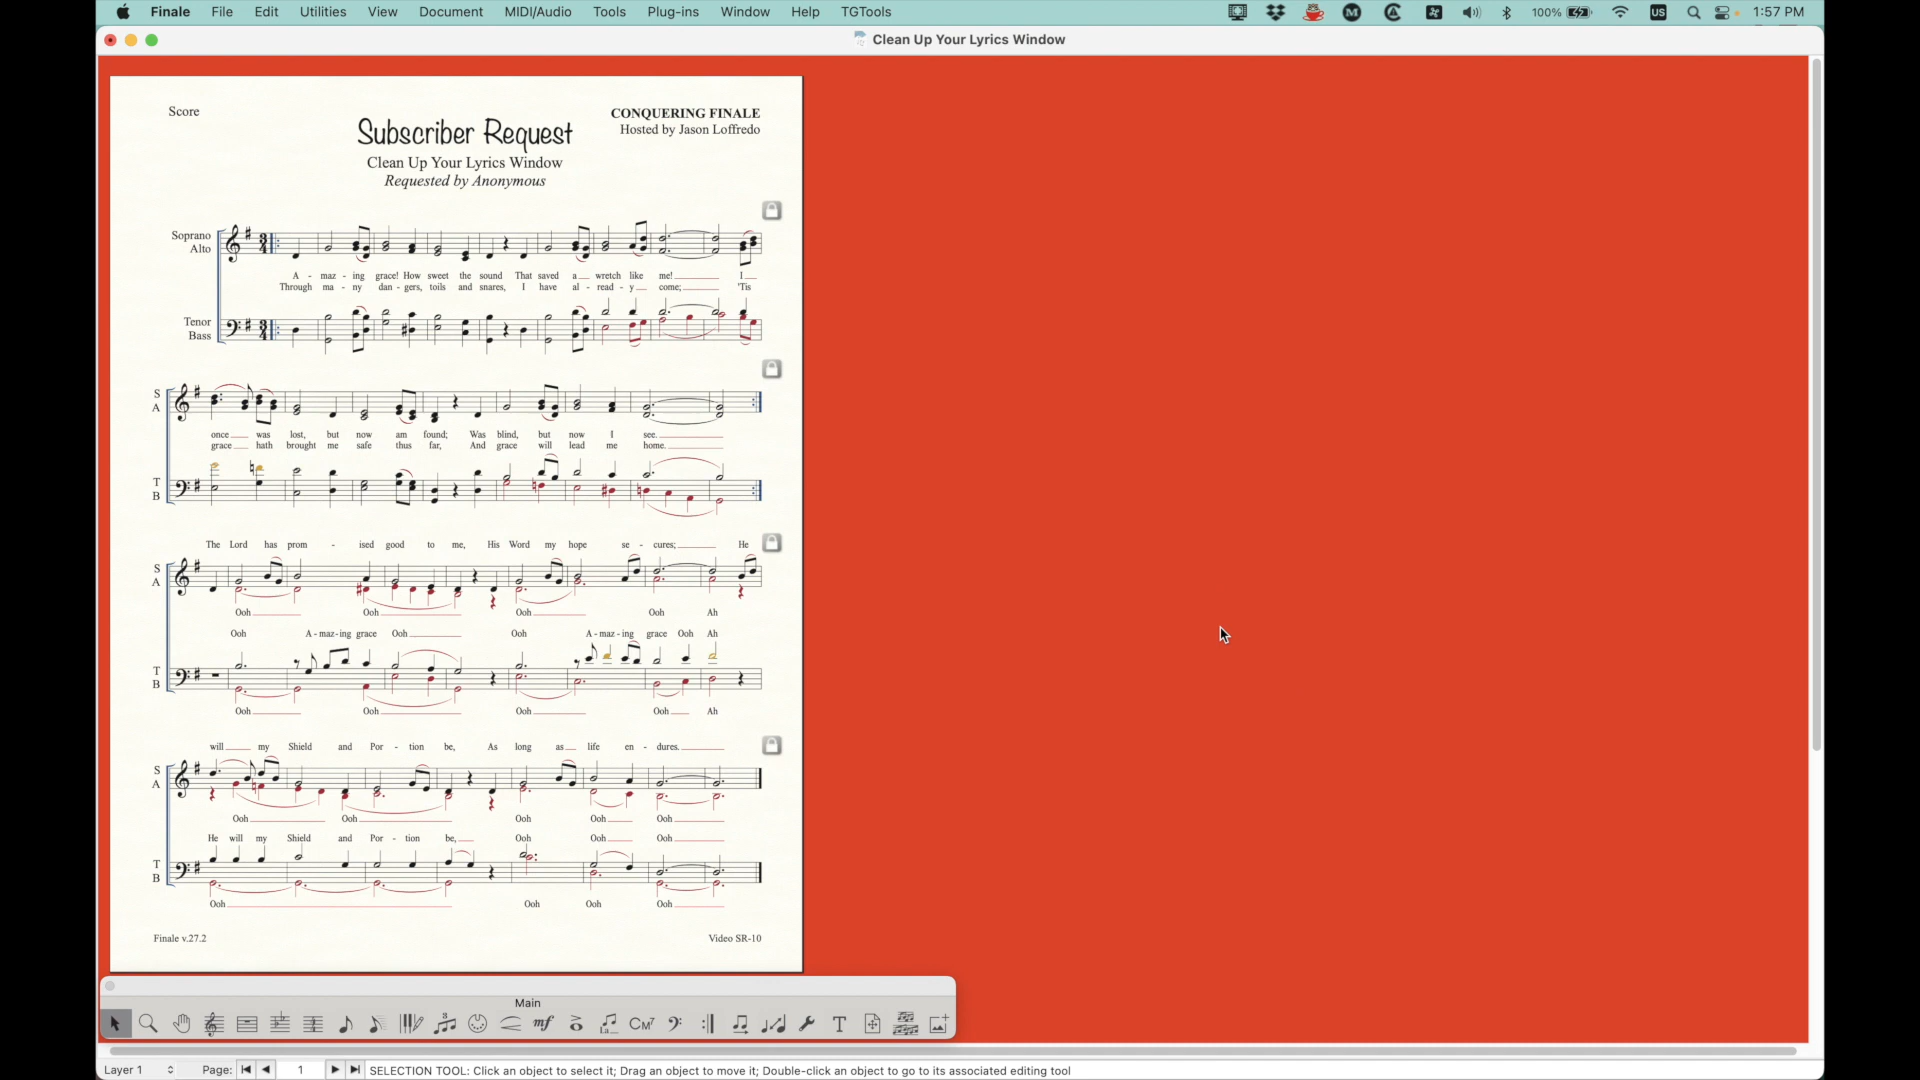 Finale File Edit Utilities View Document MIDI/Audio Tools Plug-ins Window Help TGTools 100% US 1:57 PM
Clean Up Your Lyrics Window
Score
CONQUERING FINALE
Hosted by Jason Loffredo
Subscriber Request
Clean Up Your Lyrics Window
Requested by Anonymous
Soprano
Alto
A - maz - ing grace! How sweet the sound That saved a wretch like me! I
Through ma - ny dan - gers, toils and snares, I have al - read - y come; 'Tis
Tenor
Bass
S
A
once was lost, but now am found; Was blind, but now I see.
grace hath brought me safe thus far, And grace will lead me home.
T
B
The Lord has prom - ised good to me, His Word my hope se - cures; He
S
A
Ooh Ooh Ooh Ooh Ah
Ooh A - maz - ing grace Ooh Ooh A - maz - ing grace Ooh Ah
T
B
Ooh Ooh Ooh Ooh Ah
will my Shield and Por - tion be, As long as life en - dures.
S
A
Ooh Ooh Ooh Ooh Ooh
He will my Shield and Por - tion be, Ooh Ooh Ooh
T
B
Ooh Ooh Ooh Ooh
Finale v.27.2 Video SR-10
Main
Layer 1 Page: 1 SELECTION TOOL: Click an object to select it; Drag an object to move it; Double-click an object to go to its associated editing tool